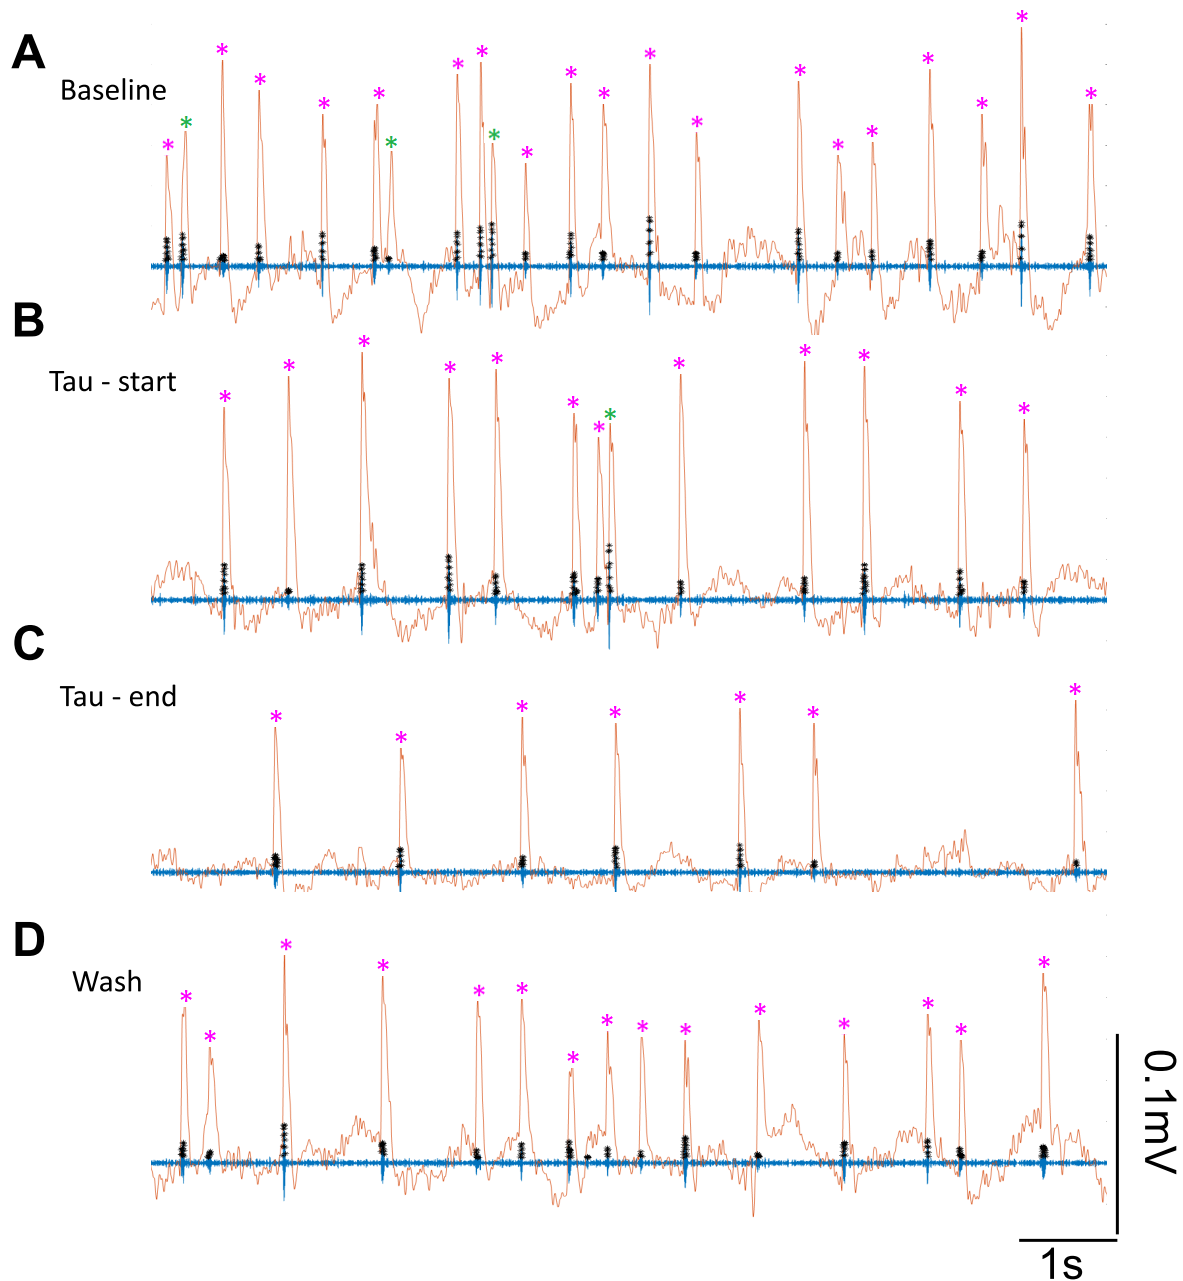 A
Baseline
B
Tau - start
C
Tau - end
D
Wash
0.1mV
1s